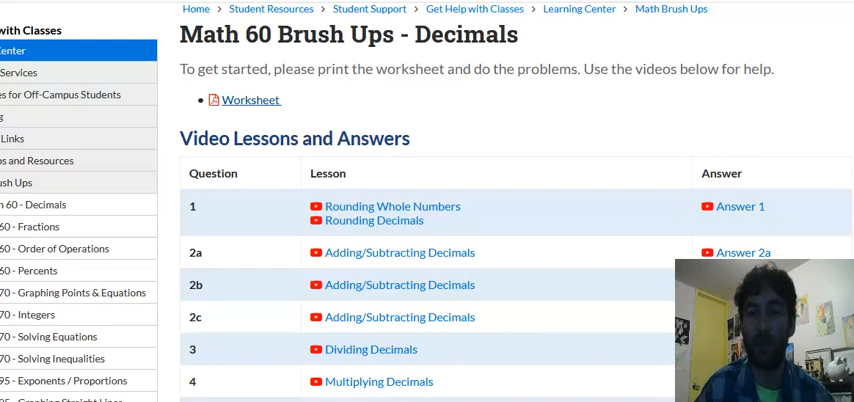 Home > Student Resources > Student Support > Get Help with Classes > Learning Center > Math Brush Ups
with Classes
Center
Services
es for Off-Campus Students
g
Links
ps and Resources
ush Ups
h 60 - Decimals
60 - Fractions
60 - Order of Operations
60 - Percents
70 - Graphing Points & Equations
70 - Integers
70 - Solving Equations
70 - Solving Inequalities
95 - Exponents / Proportions
95 - Graphing Straight Lines
Math 60 Brush Ups - Decimals
To get started, please print the worksheet and do the problems. Use the videos below for help.
• Worksheet
Video Lessons and Answers
Question Lesson Answer
1 Rounding Whole Numbers Answer 1
Rounding Decimals
2a Adding/Subtracting Decimals Answer 2a
2b Adding/Subtracting Decimals
2c Adding/Subtracting Decimals
3 Dividing Decimals
4 Multiplying Decimals